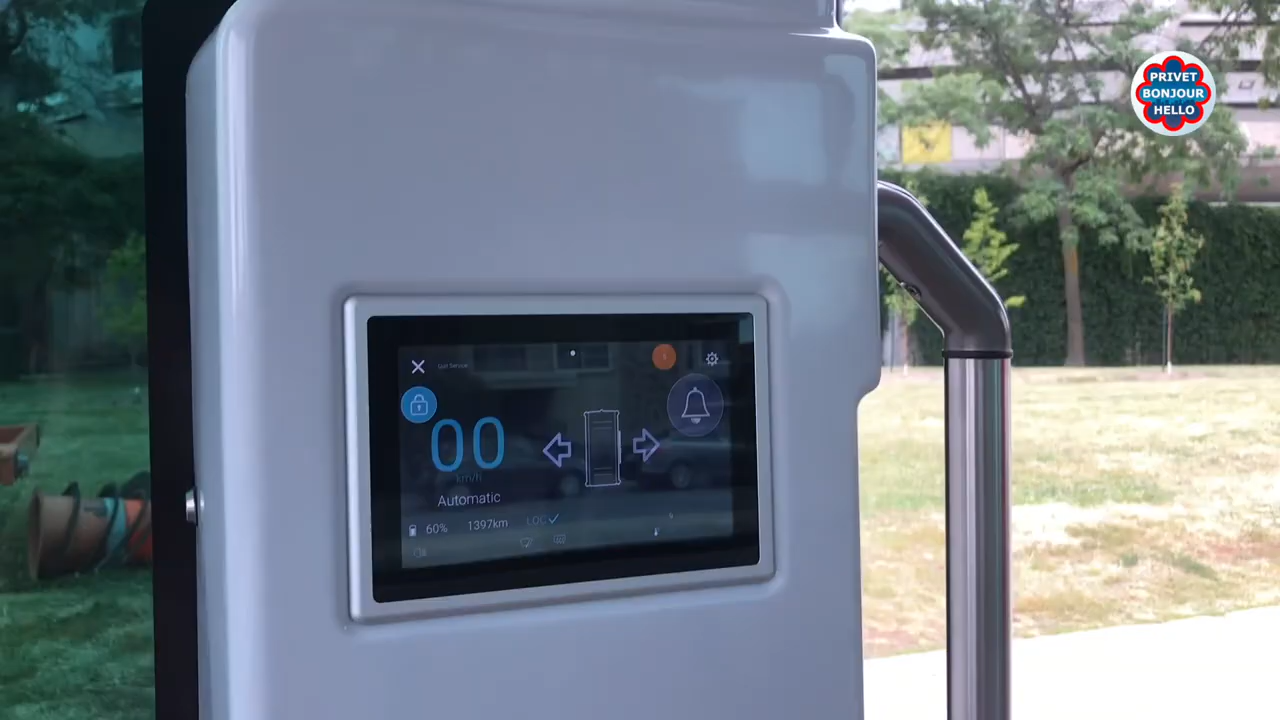 PRIVET
BONJOUR
HELLO
00
km/h
Automatic
60%
1397km
LOC